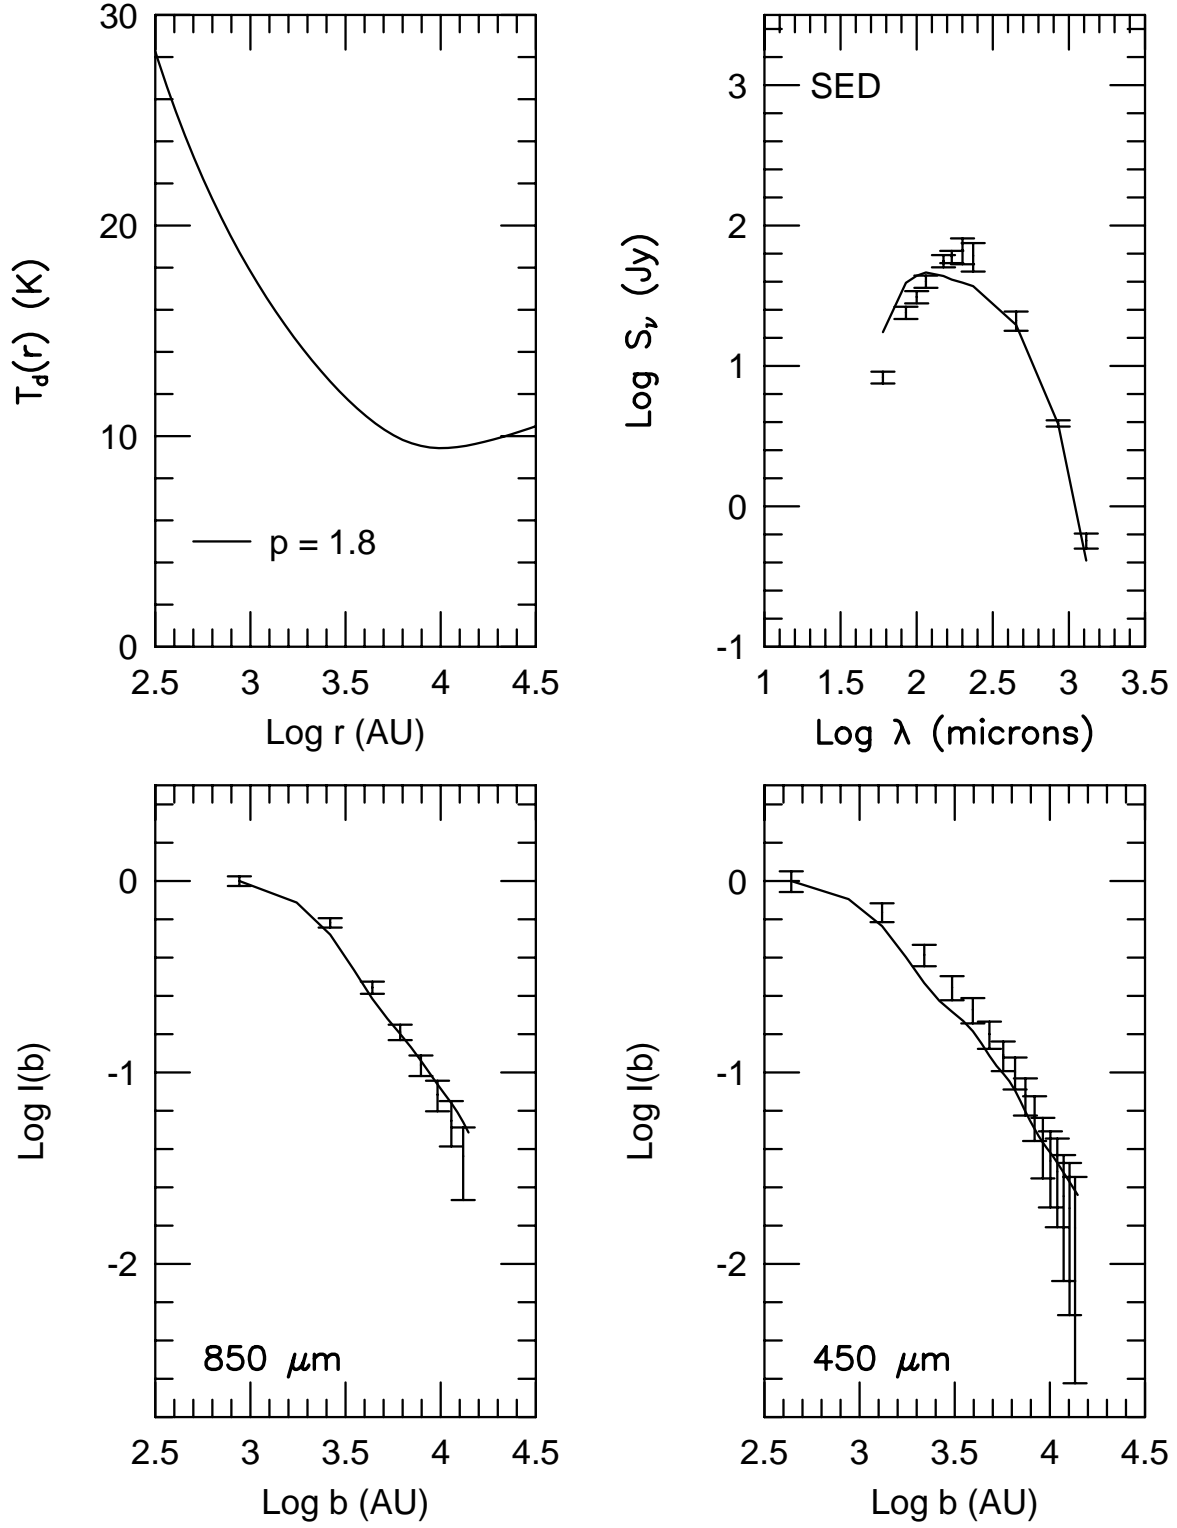 30
20
10
0
T_d(r) (K)
p = 1.8
2.5 3 3.5 4 4.5
Log r (AU)
3
2
1
0
-1
Log S_ν (Jy)
SED
1 1.5 2 2.5 3 3.5
Log λ (microns)
0
-1
-2
Log I(b)
850 μm
2.5 3 3.5 4 4.5
Log b (AU)
0
-1
-2
Log I(b)
450 μm
2.5 3 3.5 4 4.5
Log b (AU)